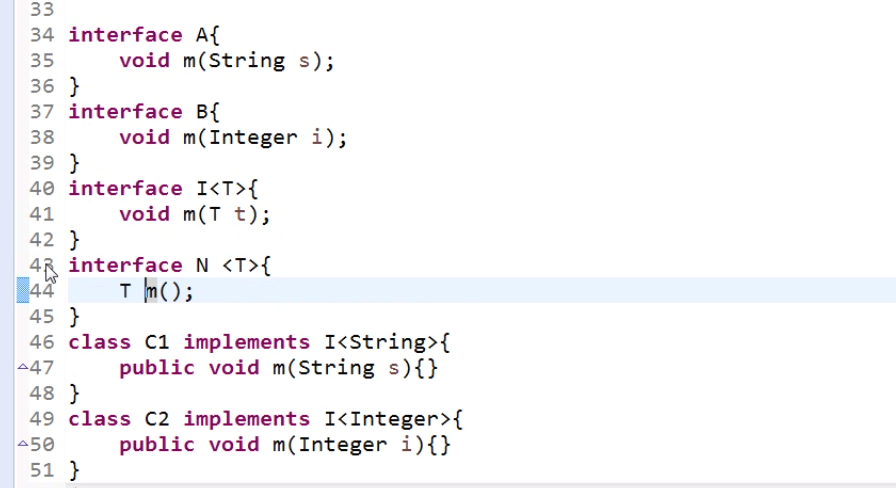 33
34 interface A{
35     void m(String s);
36 }
37 interface B{
38     void m(Integer i);
39 }
40 interface I<T>{
41     void m(T t);
42 }
43 interface N <T>{
44     T m();
45 }
46 class C1 implements I<String>{
47     public void m(String s){}
48 }
49 class C2 implements I<Integer>{
50     public void m(Integer i){}
51 }